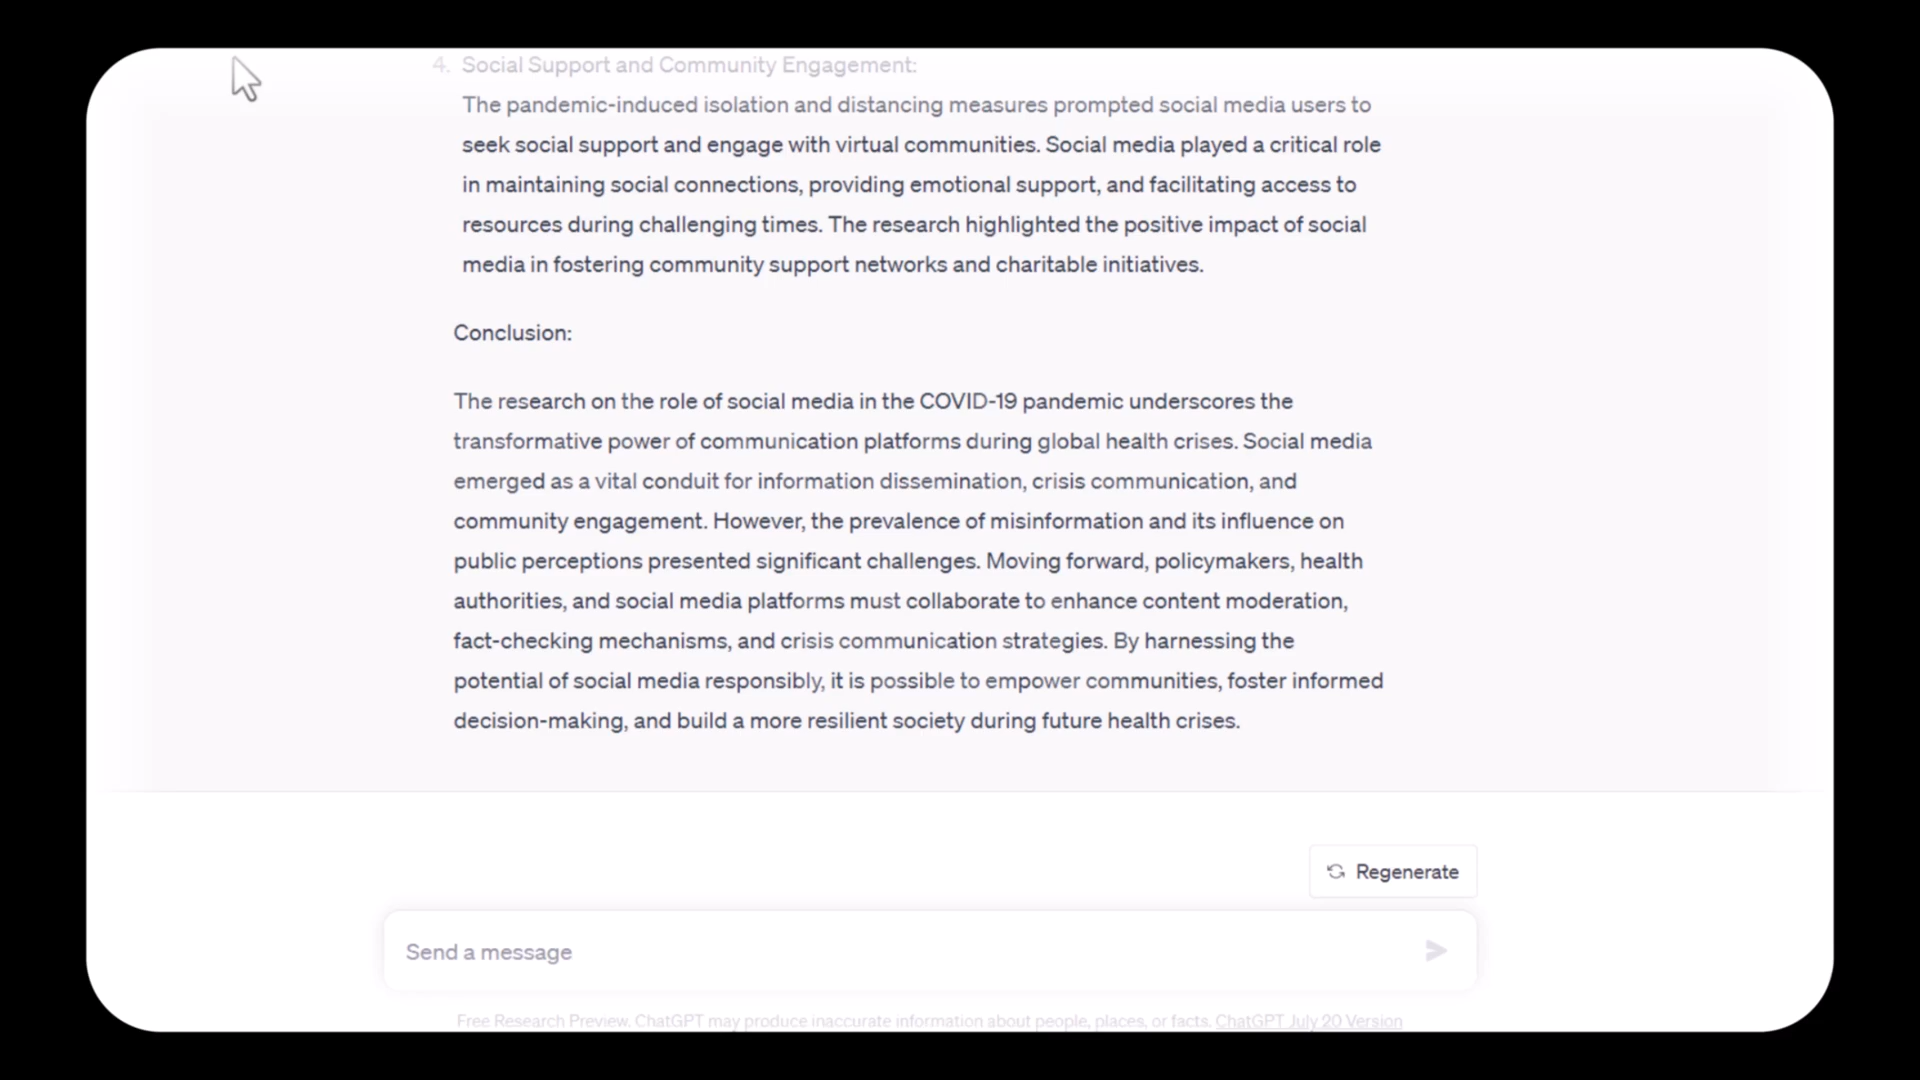 4. Social Support and Community Engagement:
The pandemic-induced isolation and distancing measures prompted social media users to
seek social support and engage with virtual communities. Social media played a critical role
in maintaining social connections, providing emotional support, and facilitating access to
resources during challenging times. The research highlighted the positive impact of social
media in fostering community support networks and charitable initiatives.
Conclusion:
The research on the role of social media in the COVID-19 pandemic underscores the
transformative power of communication platforms during global health crises. Social media
emerged as a vital conduit for information dissemination, crisis communication, and
community engagement. However, the prevalence of misinformation and its influence on
public perceptions presented significant challenges. Moving forward, policymakers, health
authorities, and social media platforms must collaborate to enhance content moderation,
fact-checking mechanisms, and crisis communication strategies. By harnessing the
potential of social media responsibly, it is possible to empower communities, foster informed
decision-making, and build a more resilient society during future health crises.
Regenerate
Send a message
Free Research Preview. ChatGPT may produce inaccurate information about people, places, or facts. ChatGPT July 20 Version